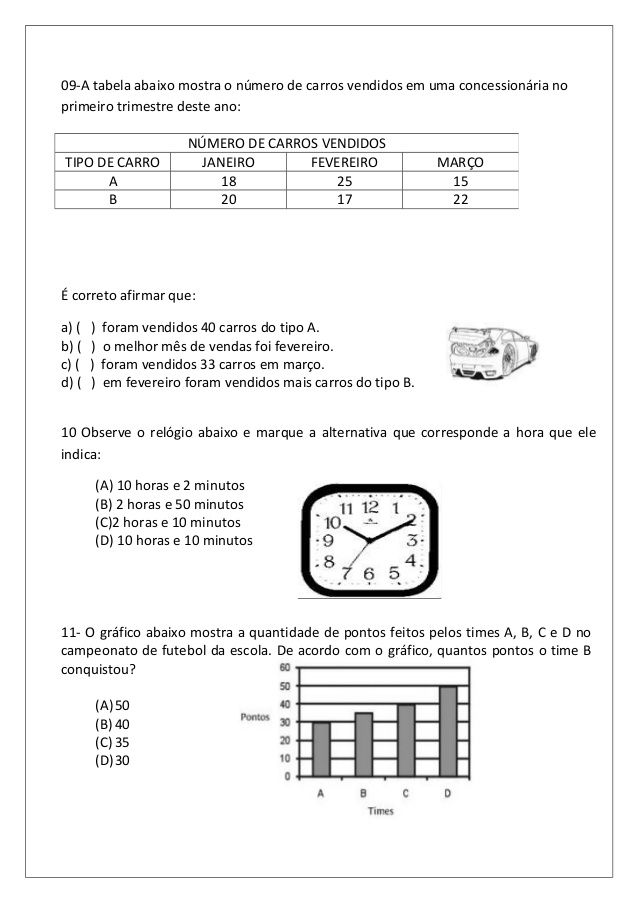 09-A tabela abaixo mostra o número de carros vendidos em uma concessionária no
primeiro trimestre deste ano:
NÚMERO DE CARROS VENDIDOS
TIPO DE CARRO JANEIRO FEVEREIRO MARÇO
A 18 25 15
B 20 17 22
É correto afirmar que:
a) ( ) foram vendidos 40 carros do tipo A.
b) ( ) o melhor mês de vendas foi fevereiro.
c) ( ) foram vendidos 33 carros em março.
d) ( ) em fevereiro foram vendidos mais carros do tipo B.
10 Observe o relógio abaixo e marque a alternativa que corresponde a hora que ele
indica:
(A) 10 horas e 2 minutos
(B) 2 horas e 50 minutos
(C)2 horas e 10 minutos
(D) 10 horas e 10 minutos
11 12 1
10 2
9 3
8 4
7 6 5
11- O gráfico abaixo mostra a quantidade de pontos feitos pelos times A, B, C e D no
campeonato de futebol da escola. De acordo com o gráfico, quantos pontos o time B
conquistou?
(A) 50
(B) 40
(C) 35
(D) 30
Pontos
60
50
40
30
20
10
0
A B C D
Times